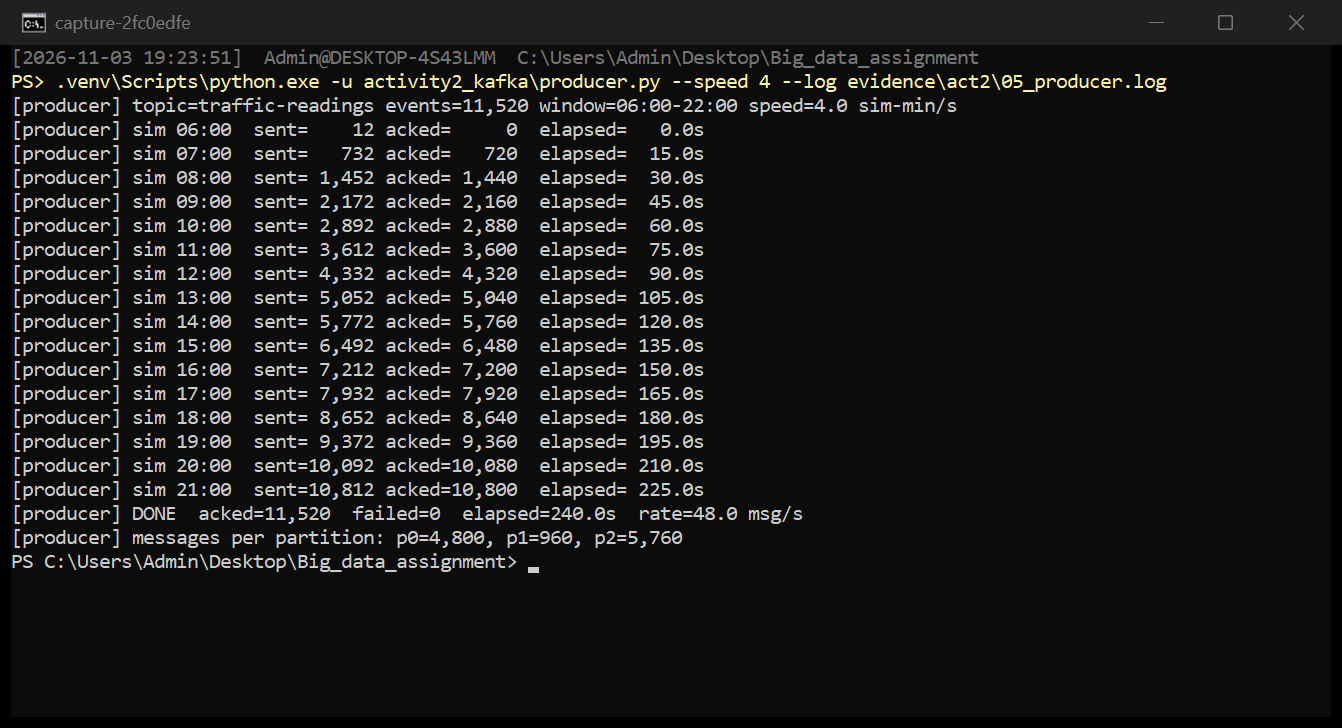 capture-2fc0edfe
[2026-11-03 19:23:51]  Admin@DESKTOP-4S43LMM  C:\Users\Admin\Desktop\Big_data_assignment
PS> .venv\Scripts\python.exe -u activity2_kafka\producer.py --speed 4 --log evidence\act2\05_producer.log
[producer] topic=traffic-readings events=11,520 window=06:00-22:00 speed=4.0 sim-min/s
[producer] sim 06:00  sent=    12 acked=     0  elapsed=   0.0s
[producer] sim 07:00  sent=   732 acked=   720  elapsed=  15.0s
[producer] sim 08:00  sent= 1,452 acked= 1,440  elapsed=  30.0s
[producer] sim 09:00  sent= 2,172 acked= 2,160  elapsed=  45.0s
[producer] sim 10:00  sent= 2,892 acked= 2,880  elapsed=  60.0s
[producer] sim 11:00  sent= 3,612 acked= 3,600  elapsed=  75.0s
[producer] sim 12:00  sent= 4,332 acked= 4,320  elapsed=  90.0s
[producer] sim 13:00  sent= 5,052 acked= 5,040  elapsed= 105.0s
[producer] sim 14:00  sent= 5,772 acked= 5,760  elapsed= 120.0s
[producer] sim 15:00  sent= 6,492 acked= 6,480  elapsed= 135.0s
[producer] sim 16:00  sent= 7,212 acked= 7,200  elapsed= 150.0s
[producer] sim 17:00  sent= 7,932 acked= 7,920  elapsed= 165.0s
[producer] sim 18:00  sent= 8,652 acked= 8,640  elapsed= 180.0s
[producer] sim 19:00  sent= 9,372 acked= 9,360  elapsed= 195.0s
[producer] sim 20:00  sent=10,092 acked=10,080  elapsed= 210.0s
[producer] sim 21:00  sent=10,812 acked=10,800  elapsed= 225.0s
[producer] DONE  acked=11,520  failed=0  elapsed=240.0s  rate=48.0 msg/s
[producer] messages per partition: p0=4,800, p1=960, p2=5,760
PS C:\Users\Admin\Desktop\Big_data_assignment>